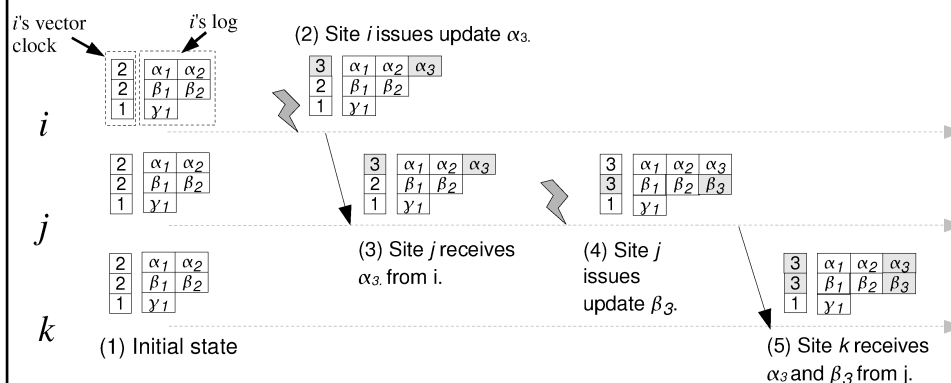 i's vector clock
i's log
(2) Site i issues update α3.
2 α1 α2
2 β1 β2
1 γ1
3 α1 α2 α3
2 β1 β2
1 γ1
i
2 α1 α2
2 β1 β2
1 γ1
3 α1 α2 α3
2 β1 β2
1 γ1
3 α1 α2 α3
3 β1 β2 β3
1 γ1
j
(3) Site j receives
α3. from i.
(4) Site j
issues
update β3.
2 α1 α2
2 β1 β2
1 γ1
3 α1 α2 α3
3 β1 β2 β3
1 γ1
k
(1) Initial state
(5) Site k receives
α3 and β3 from j.